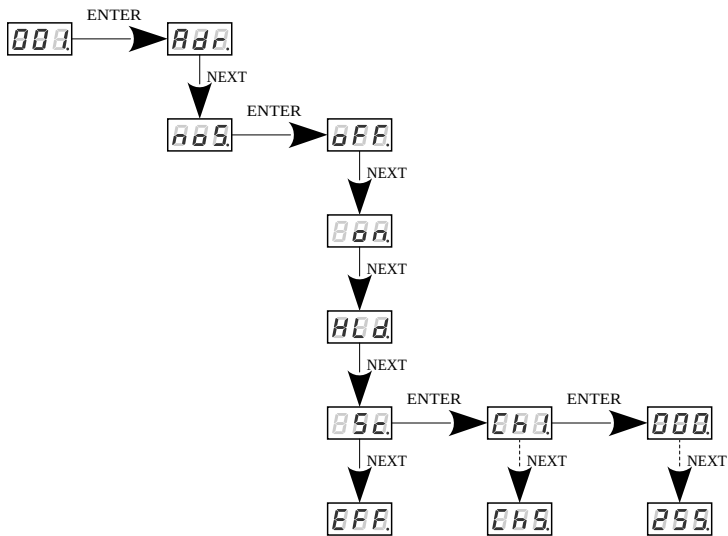 ENTER
001. Adr.
NEXT
ENTER
noS. oFF.
NEXT
on.
NEXT
HLd.
NEXT
ENTER ENTER
Sc. Ch1. 000.
NEXT NEXT NEXT
EFF. Ch5. 255.